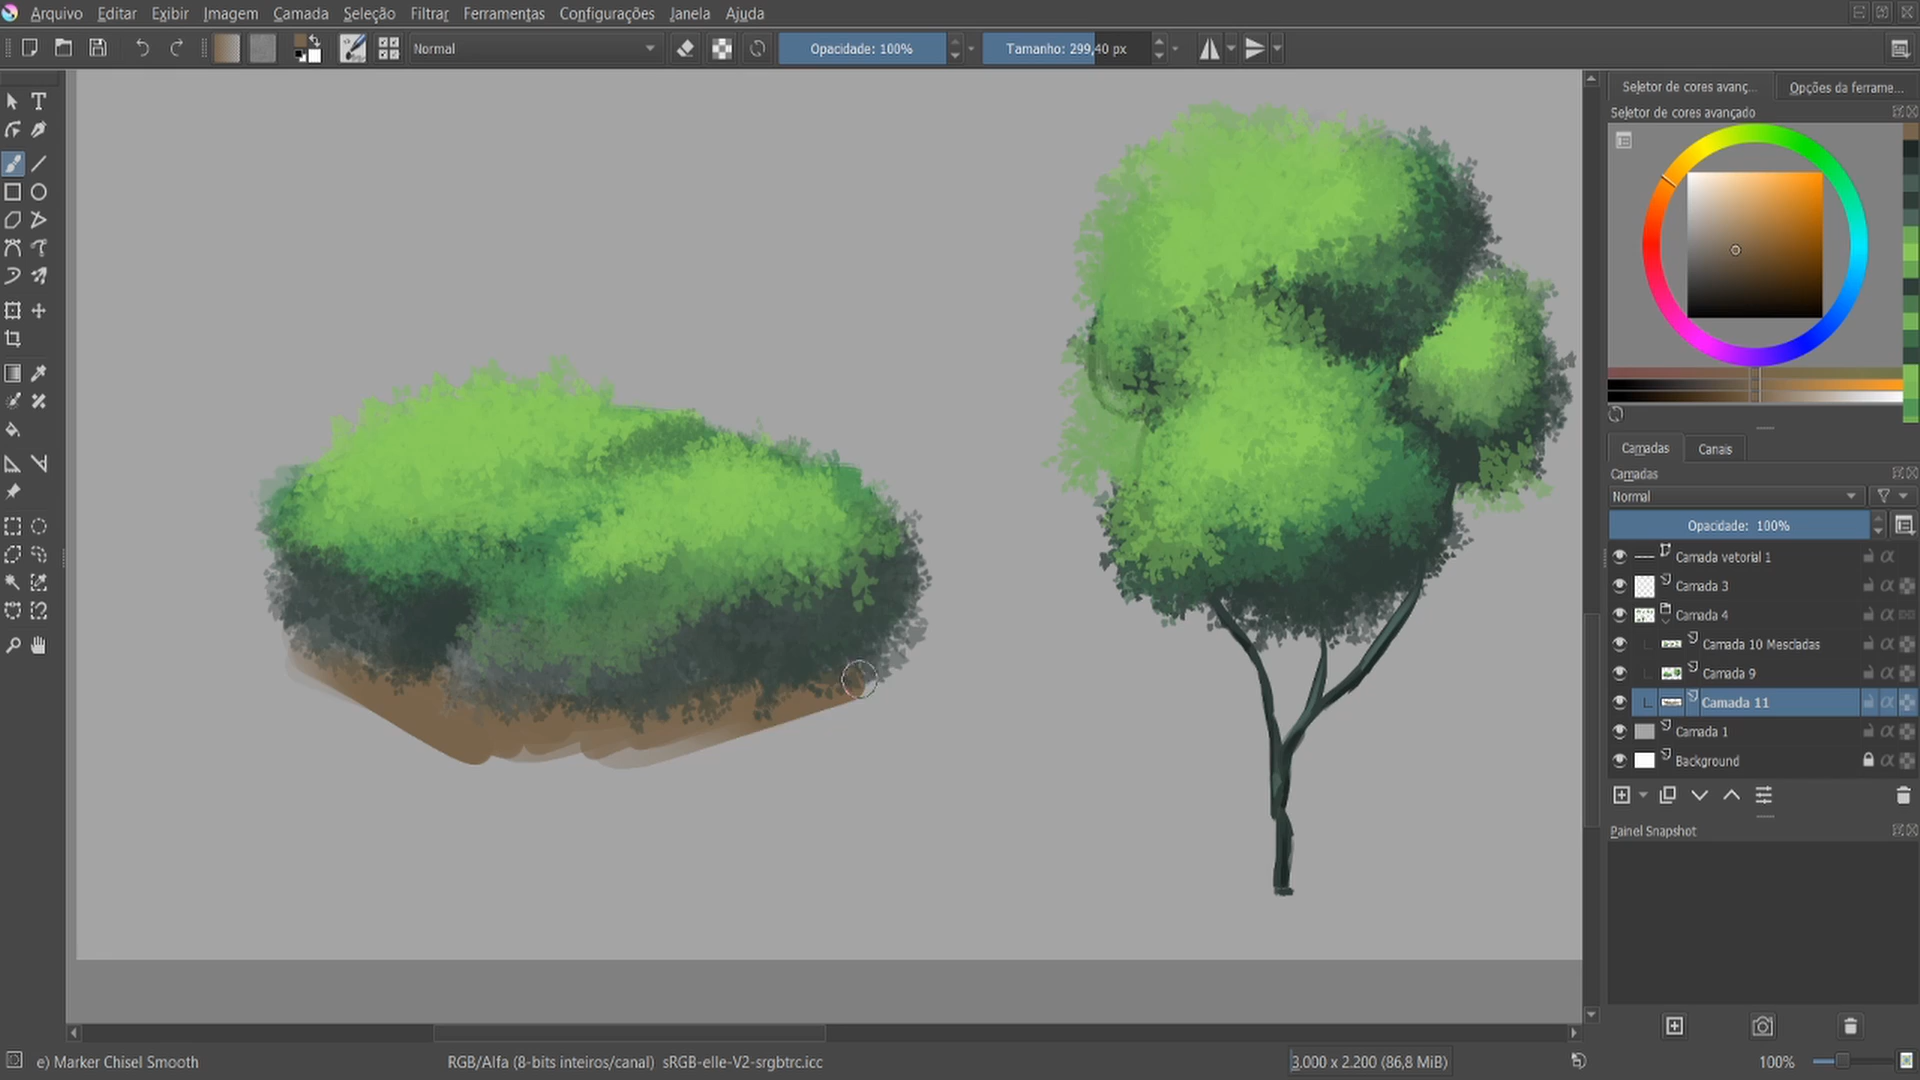 Arquivo Editar Exibir Imagem Camada Seleção Filtrar Ferramentas Configurações Janela Ajuda
Normal Opacidade: 100% Tamanho: 299,40 px
Seletor de cores avanç... Opções da ferrame...
Seletor de cores avançado
Camadas Canais
Camadas
Normal
Opacidade: 100%
Camada vetorial 1
Camada 3
Camada 4
Camada 10 Mescladas
Camada 9
Camada 11
Camada 1
Background
Painel Snapshot
e) Marker Chisel Smooth RGB/Alfa (8-bits inteiros/canal) sRGB-elle-V2-srgbtrc.icc 3.000 x 2.200 (86,8 MiB) 100%